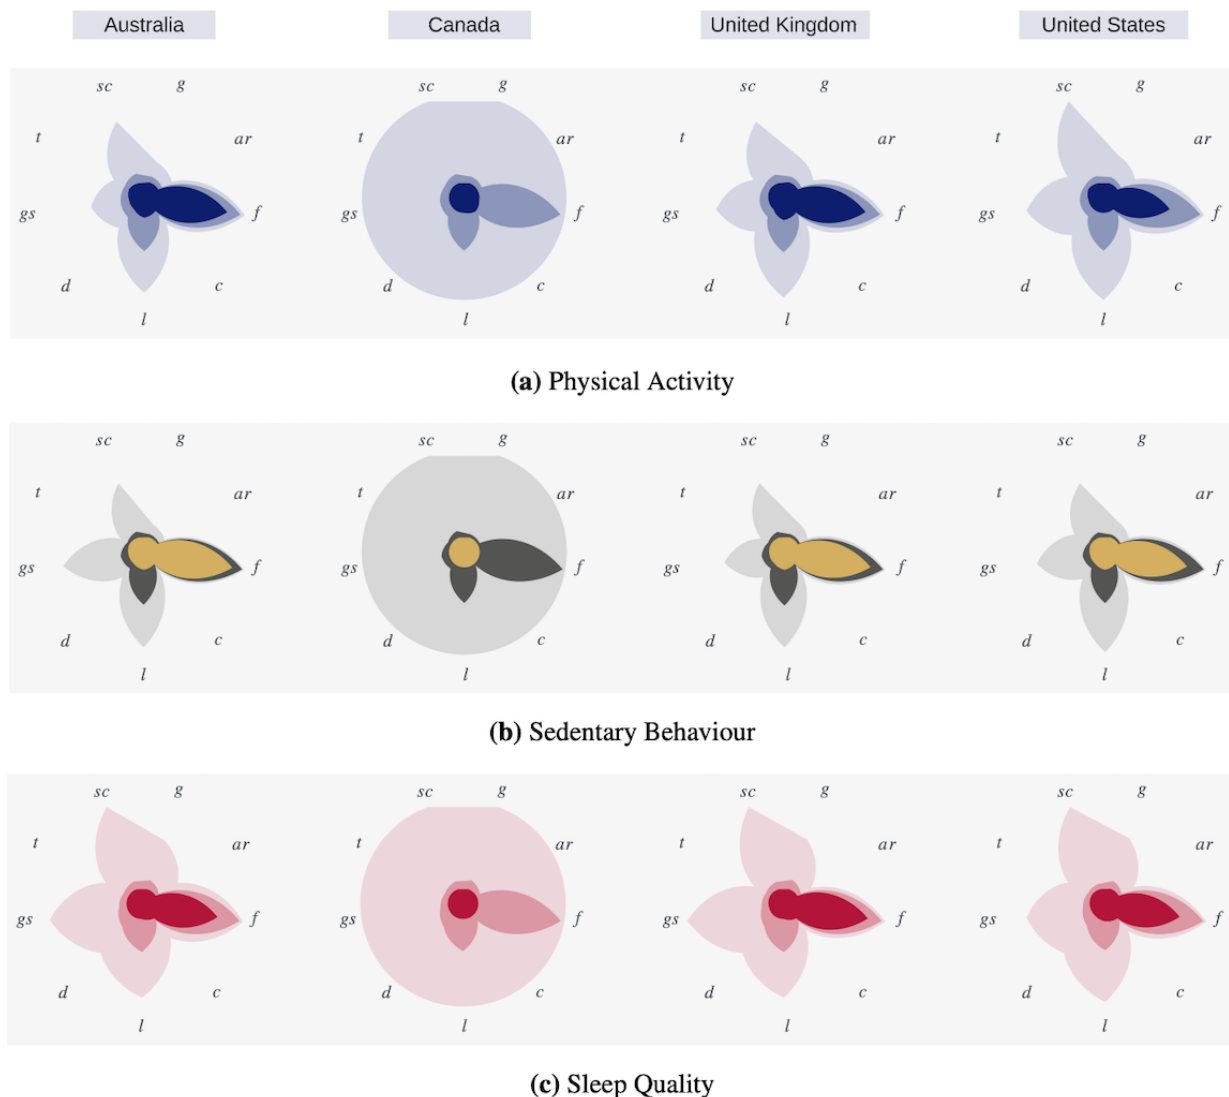 Australia Canada United Kingdom United States
sc g sc g sc g sc g
t ar t ar t ar t ar
gs f gs f gs f gs f
d c d c d c d c
l l l l
(a) Physical Activity
sc g sc g sc g sc g
t ar t ar t ar t ar
gs f gs f gs f gs f
d c d c d c d c
l l l l
(b) Sedentary Behaviour
sc g sc g sc g sc g
t ar t ar t ar t ar
gs f gs f gs f gs f
d c d c d c d c
l l l l
(c) Sleep Quality